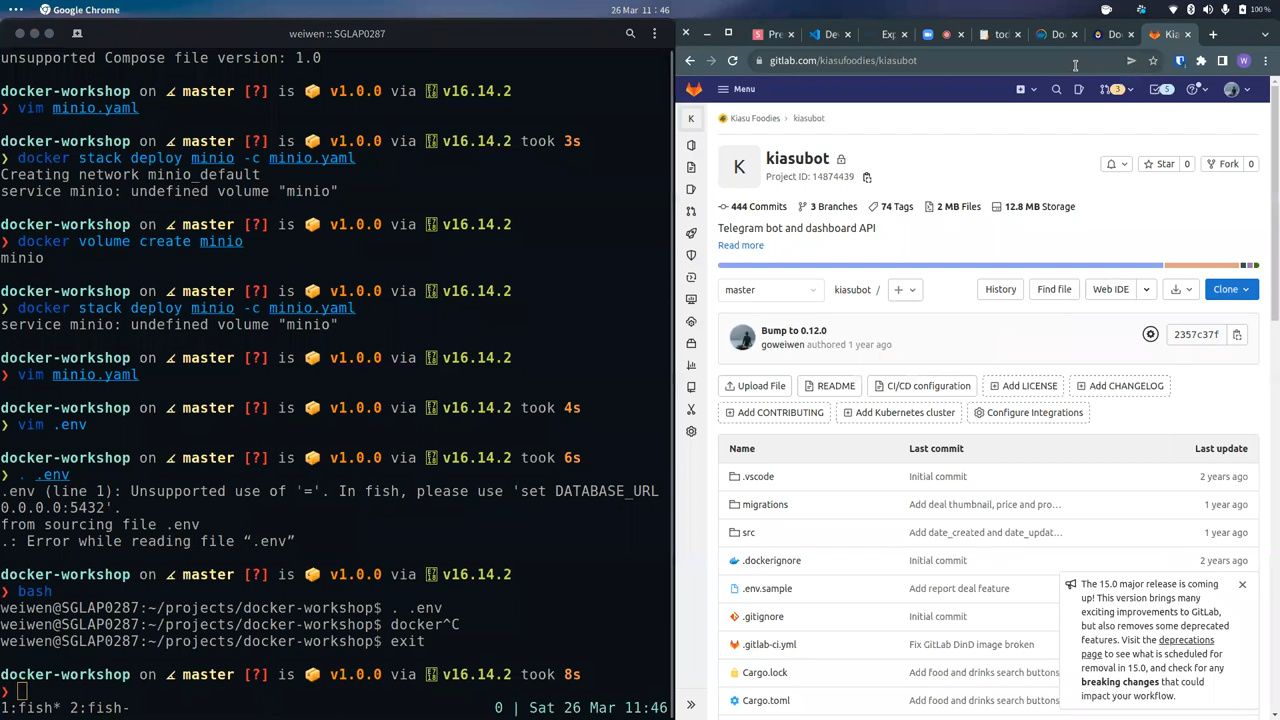 Google Chrome
26 Mar 11:46
100 %
weiwen :: SGLAP0287
unsupported Compose file version: 1.0
docker-workshop on master [?] is v1.0.0 via v16.14.2
❯ vim minio.yaml
docker-workshop on master [?] is v1.0.0 via v16.14.2 took 3s
❯ docker stack deploy minio -c minio.yaml
Creating network minio_default
service minio: undefined volume "minio"
docker-workshop on master [?] is v1.0.0 via v16.14.2
❯ docker volume create minio
minio
docker-workshop on master [?] is v1.0.0 via v16.14.2
❯ docker stack deploy minio -c minio.yaml
service minio: undefined volume "minio"
docker-workshop on master [?] is v1.0.0 via v16.14.2
❯ vim minio.yaml
docker-workshop on master [?] is v1.0.0 via v16.14.2 took 4s
❯ vim .env
docker-workshop on master [?] is v1.0.0 via v16.14.2 took 6s
❯ . .env
.env (line 1): Unsupported use of '='. In fish, please use 'set DATABASE_URL
0.0.0.0:5432'.
from sourcing file .env
.: Error while reading file “.env”
docker-workshop on master [?] is v1.0.0 via v16.14.2
❯ bash
weiwen@SGLAP0287:~/projects/docker-workshop$ . .env
weiwen@SGLAP0287:~/projects/docker-workshop$ docker^C
weiwen@SGLAP0287:~/projects/docker-workshop$ exit
docker-workshop on master [?] is v1.0.0 via v16.14.2 took 8s
❯
1:fish* 2:fish-
0 | Sat 26 Mar 11:46
Pre
Dev
Exp
tod
Doc
Doc
Kia
gitlab.com/kiasufoodies/kiasubot
W
Menu
3
5
K
Kiasu Foodies
kiasubot
K
kiasubot
Project ID: 14874439
Star 0
Fork 0
444 Commits
3 Branches
74 Tags
2 MB Files
12.8 MB Storage
Telegram bot and dashboard API
Read more
master
kiasubot /
+
History
Find file
Web IDE
Clone
Bump to 0.12.0
goweiwen authored 1 year ago
2357c37f
Upload File
README
CI/CD configuration
Add LICENSE
Add CHANGELOG
Add CONTRIBUTING
Add Kubernetes cluster
Configure Integrations
Name
Last commit
Last update
.vscode
Initial commit
2 years ago
migrations
Add deal thumbnail, price and pro…
1 year ago
src
Add date_created and date_updat…
1 year ago
.dockerignore
Initial commit
2 years ago
.env.sample
Add report deal feature
.gitignore
Initial commit
.gitlab-ci.yml
Fix GitLab DinD image broken
Cargo.lock
Add food and drinks search buttons
Cargo.toml
Add food and drinks search buttons
The 15.0 major release is coming
up! This version brings many
exciting improvements to GitLab,
but also removes some deprecated
features. Visit the deprecations
page to see what is scheduled for
removal in 15.0, and check for any
breaking changes that could
impact your workflow.